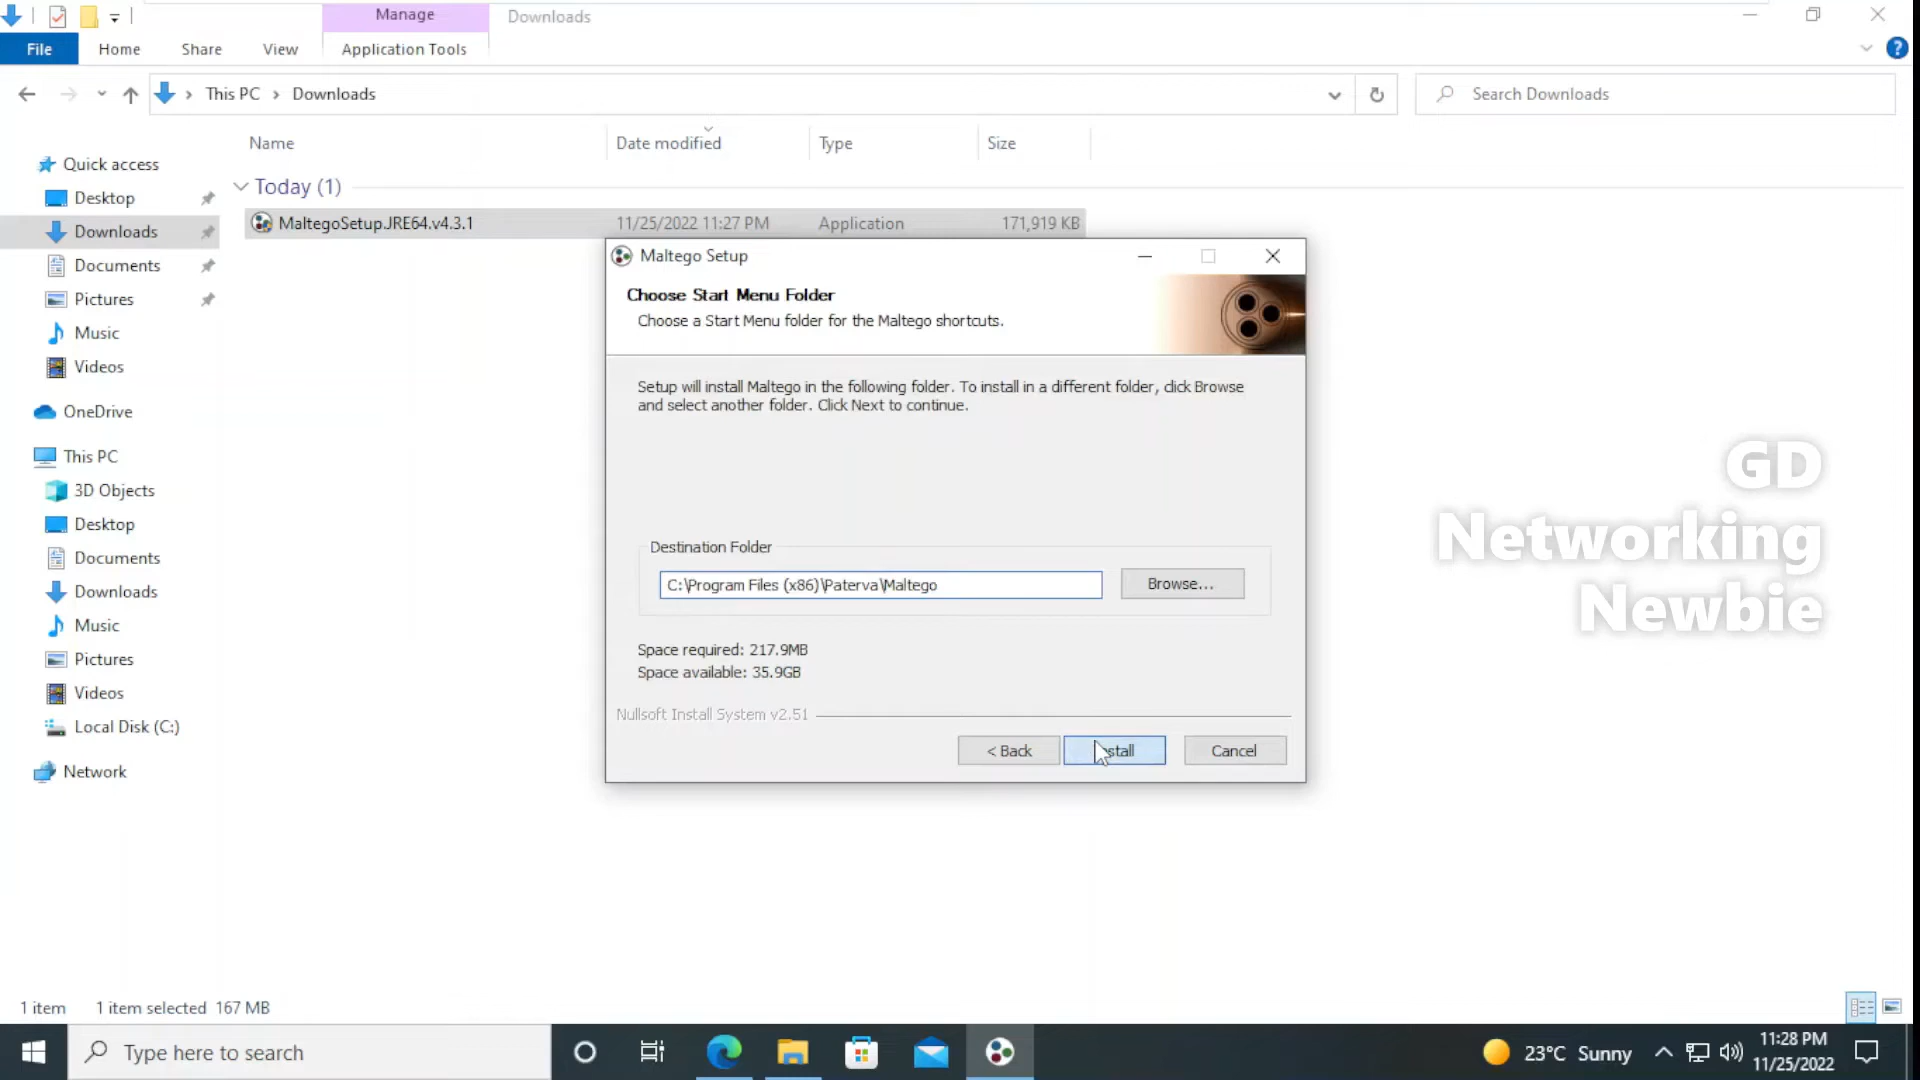 Manage
Downloads
File
Home
Share
View
Application Tools
This PC
Downloads
Search Downloads
Name
Date modified
Type
Size
Quick access
Desktop
Downloads
Documents
Pictures
Music
Videos
OneDrive
This PC
3D Objects
Desktop
Documents
Downloads
Music
Pictures
Videos
Local Disk (C:)
Network
Today (1)
MaltegoSetup.JRE64.v4.3.1
11/25/2022 11:27 PM
Application
171,919 KB
Maltego Setup
Choose Start Menu Folder
Choose a Start Menu folder for the Maltego shortcuts.
Setup will install Maltego in the following folder. To install in a different folder, click Browse
and select another folder. Click Next to continue.
Destination Folder
C:\Program Files (x86)\Paterva\Maltego
Browse...
Space required: 217.9MB
Space available: 35.9GB
Nullsoft Install System v2.51
< Back
Cancel
GD
Networking
Newbie
1 item
1 item selected 167 MB
Type here to search
23°C Sunny
11:28 PM
11/25/2022